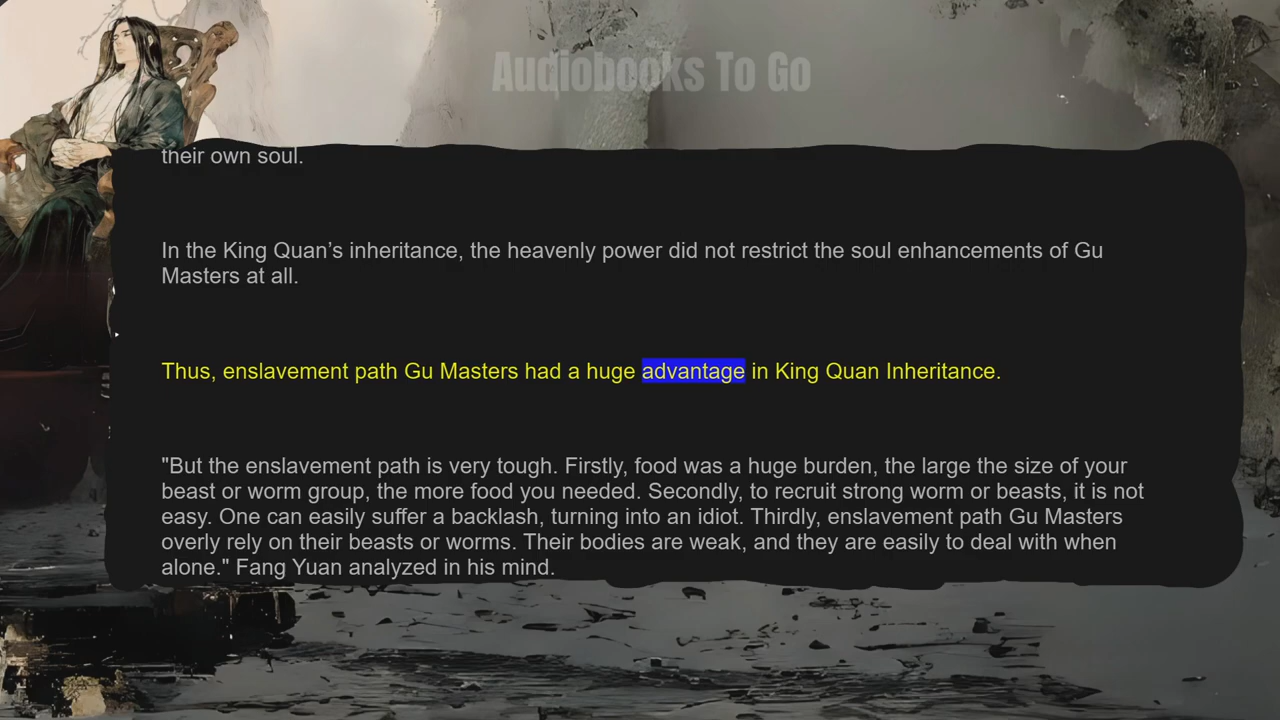 Audiobooks To Go
their own soul.
In the King Quan’s inheritance, the heavenly power did not restrict the soul enhancements of Gu
Masters at all.
Thus, enslavement path Gu Masters had a huge advantage in King Quan Inheritance.
"But the enslavement path is very tough. Firstly, food was a huge burden, the large the size of your
beast or worm group, the more food you needed. Secondly, to recruit strong worm or beasts, it is not
easy. One can easily suffer a backlash, turning into an idiot. Thirdly, enslavement path Gu Masters
overly rely on their beasts or worms. Their bodies are weak, and they are easily to deal with when
alone." Fang Yuan analyzed in his mind.